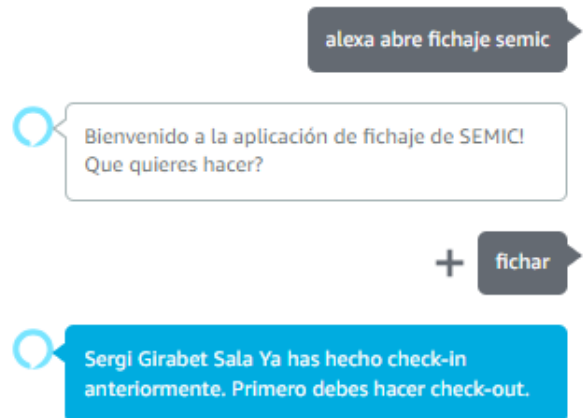 alexa abre fichaje semic
Bienvenido a la aplicación de fichaje de SEMIC!
Que quieres hacer?
fichar
Sergi Girabet Sala Ya has hecho check-in
anteriormente. Primero debes hacer check-out.